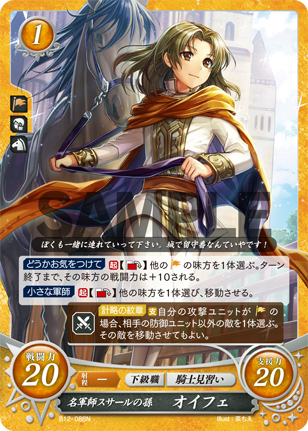 1
SAMPLE
ぼくも一緒に連れていって下さい。城で留守番なんていやです！
どうかお気をつけて 起【】他の の味方を1体選ぶ。ターン
終了まで、その味方の戦闘力は＋10される。
小さな軍師 起【】他の味方を1体選び、移動させる。
計略の紋章 支 自分の攻撃ユニットが の
場合、相手の防御ユニット以外の敵を1体選ぶ。
その敵を移動させてもよい。
戦闘力
20
射程 一
下級職
騎士見習い
支援力
20
名軍師スサールの孫 オイフェ
B12-086N